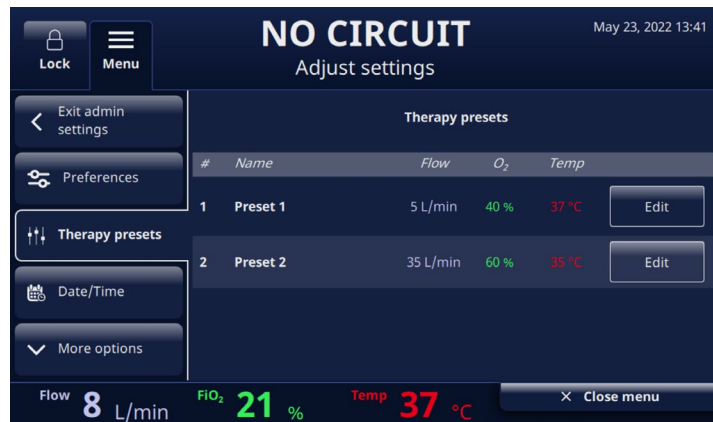 NO CIRCUIT
May 23, 2022 13:41
Lock
Menu
Adjust settings
Exit admin
settings
Preferences
Therapy presets
Date/Time
More options
Therapy presets
# Name Flow O₂ Temp
1 Preset 1 5 L/min 40 % 37 °C Edit
2 Preset 2 35 L/min 60 % 35 °C Edit
Flow 8 L/min FiO₂ 21 % Temp 37 °C
× Close menu